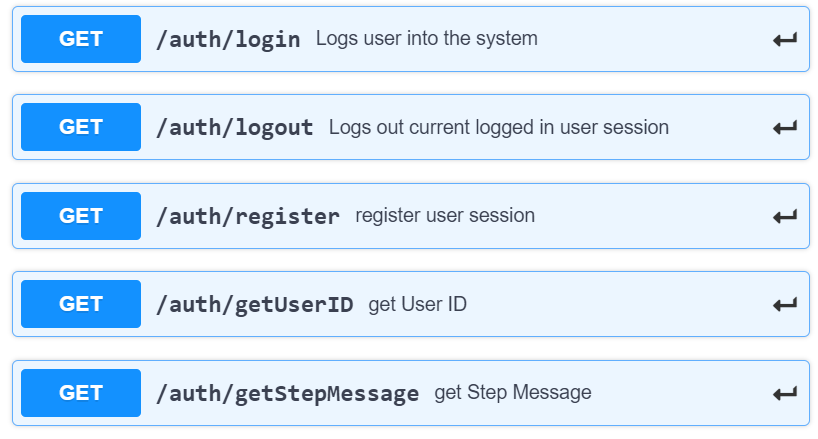 GET /auth/login Logs user into the system
GET /auth/logout Logs out current logged in user session
GET /auth/register register user session
GET /auth/getUserID get User ID
GET /auth/getStepMessage get Step Message